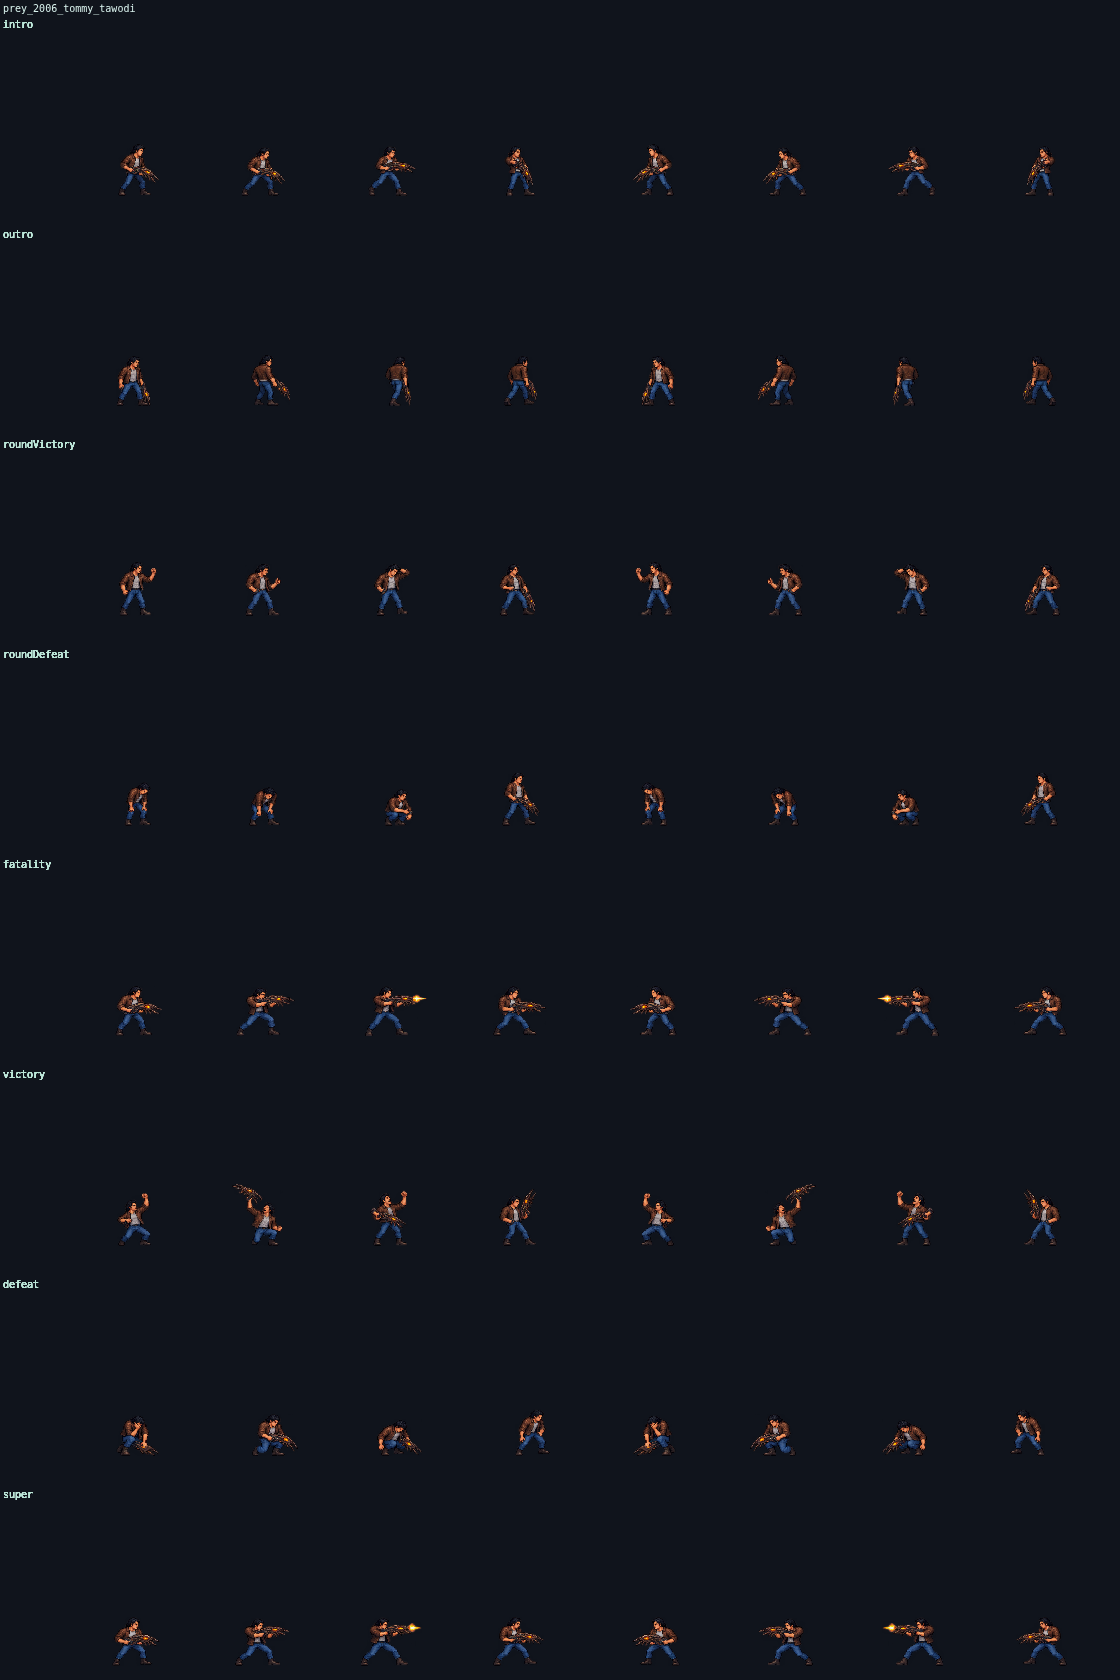 prey_2006_tommy_tawodi
intro
outro
roundVictory
roundDefeat
fatality
victory
defeat
super